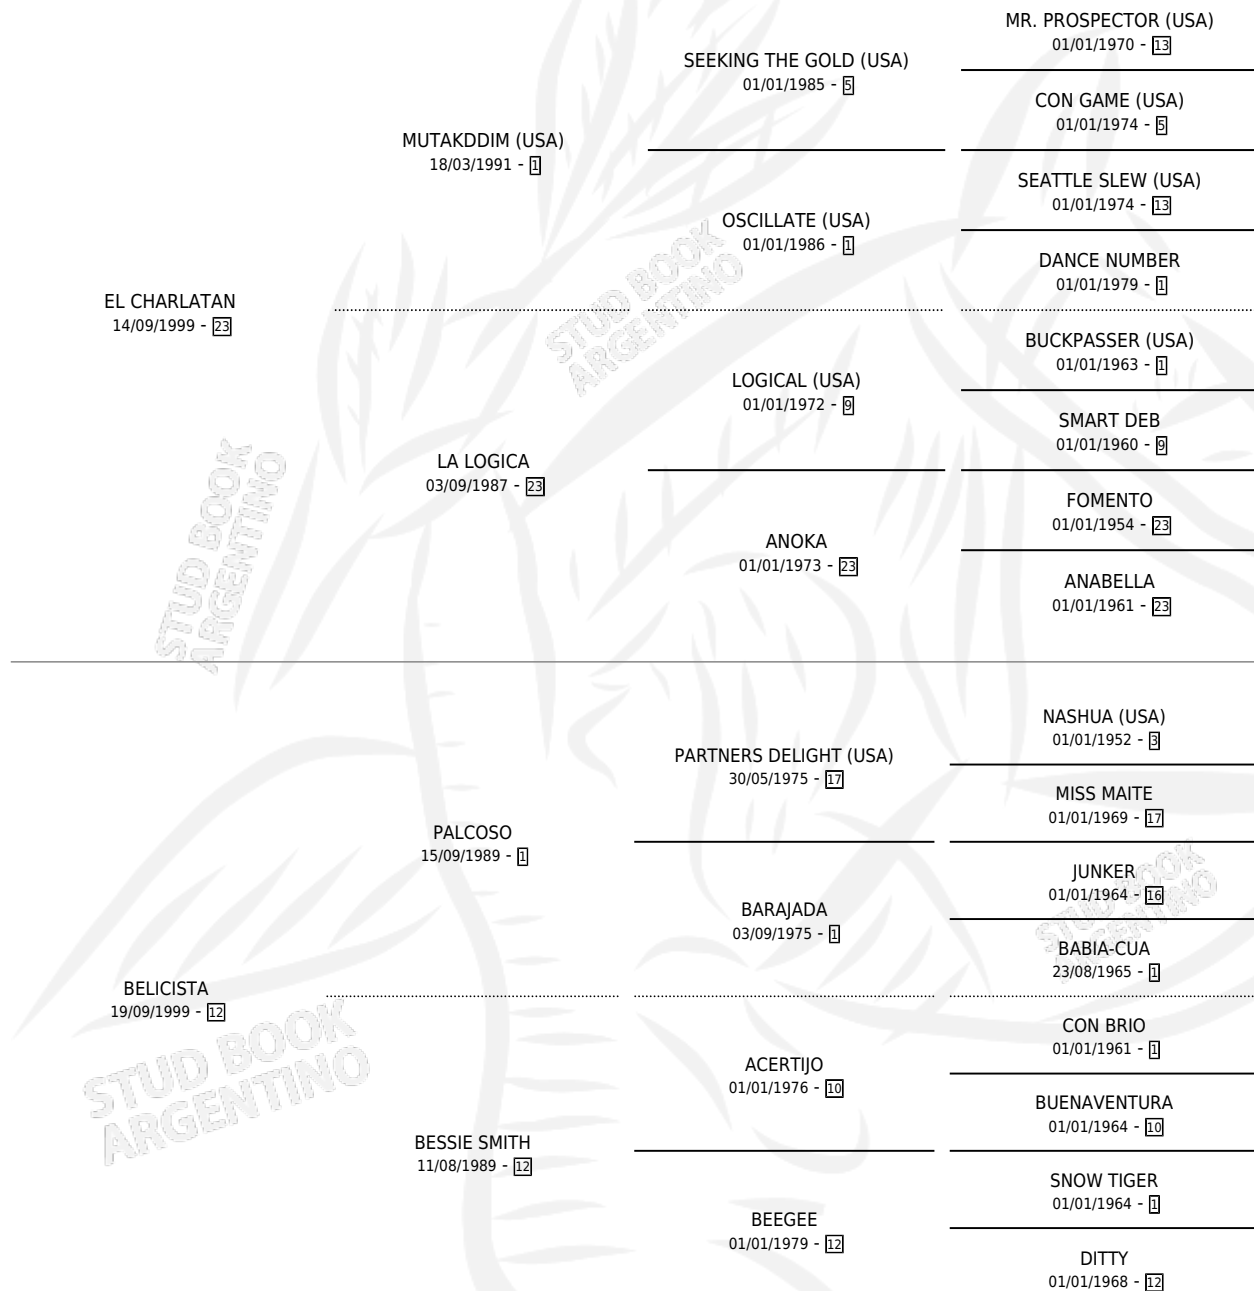 MR. PROSPECTOR (USA)
01/01/1970 - 13
SEEKING THE GOLD (USA)
01/01/1985 - 5
CON GAME (USA)
01/01/1974 - 5
MUTAKDDIM (USA)
18/03/1991 - 1
SEATTLE SLEW (USA)
01/01/1974 - 13
OSCILLATE (USA)
01/01/1986 - 1
DANCE NUMBER
01/01/1979 - 1
EL CHARLATAN
14/09/1999 - 23
BUCKPASSER (USA)
01/01/1963 - 1
LOGICAL (USA)
01/01/1972 - 9
SMART DEB
01/01/1960 - 9
LA LOGICA
03/09/1987 - 23
FOMENTO
01/01/1954 - 23
ANOKA
01/01/1973 - 23
ANABELLA
01/01/1961 - 23
NASHUA (USA)
01/01/1952 - 3
PARTNERS DELIGHT (USA)
30/05/1975 - 17
MISS MAITE
01/01/1969 - 17
PALCOSO
15/09/1989 - 1
JUNKER
01/01/1964 - 16
BARAJADA
03/09/1975 - 1
BABIA-CUA
23/08/1965 - 1
BELICISTA
19/09/1999 - 12
CON BRIO
01/01/1961 - 1
ACERTIJO
01/01/1976 - 10
BUENAVENTURA
01/01/1964 - 10
BESSIE SMITH
11/08/1989 - 12
SNOW TIGER
01/01/1964 - 1
BEEGEE
01/01/1979 - 12
DITTY
01/01/1968 - 12
STUD BOOK
ARGENTINO
STUD BOOK
ARGENTINO
STUD BOOK
ARGENTINO
STUD BOOK
ARGENTINO